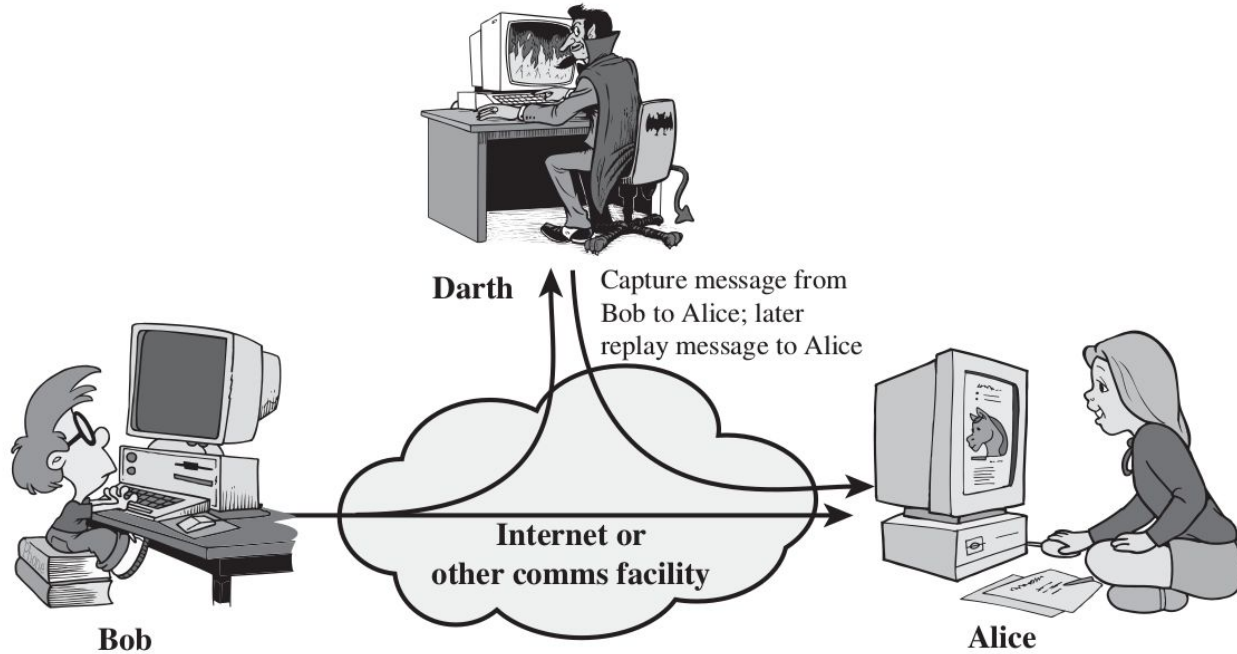 Darth
Capture message from
Bob to Alice; later
replay message to Alice
Internet or
other comms facility
Bob
Alice